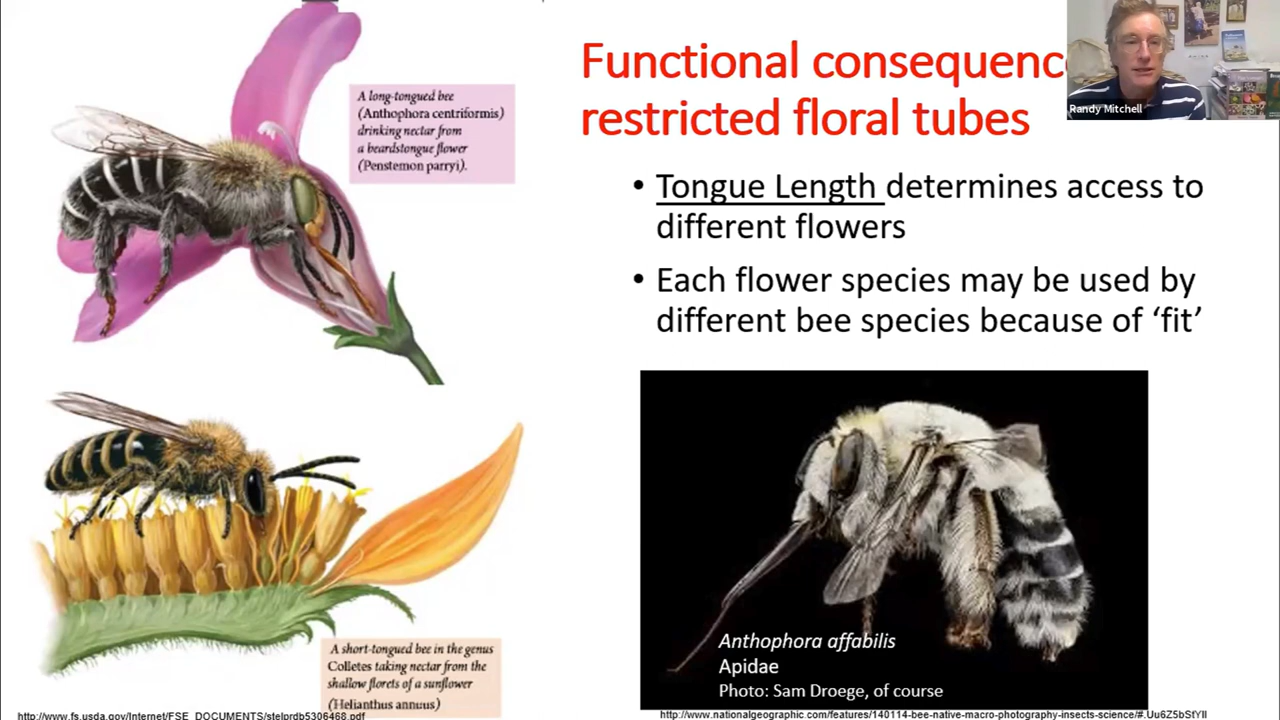 A long-tongued bee
(Anthophora centriformis)
drinking nectar from
a beardstongue flower
(Penstemon parryi).
Functional consequenc
restricted floral tubes
Randy Mitchell
• Tongue Length determines access to
different flowers
• Each flower species may be used by
different bee species because of ‘fit’
A short-tongued bee in the genus
Colletes taking nectar from the
shallow florets of a sunflower
(Helianthus annuus)
Anthophora affabilis
Apidae
Photo: Sam Droege, of course
http://www.fs.usda.gov/Internet/FSE_DOCUMENTS/stelprdb5306468.pdf
http://www.nationalgeographic.com/features/140114-bee-native-macro-photography-insects-science/#.Uu6Z5bStYII